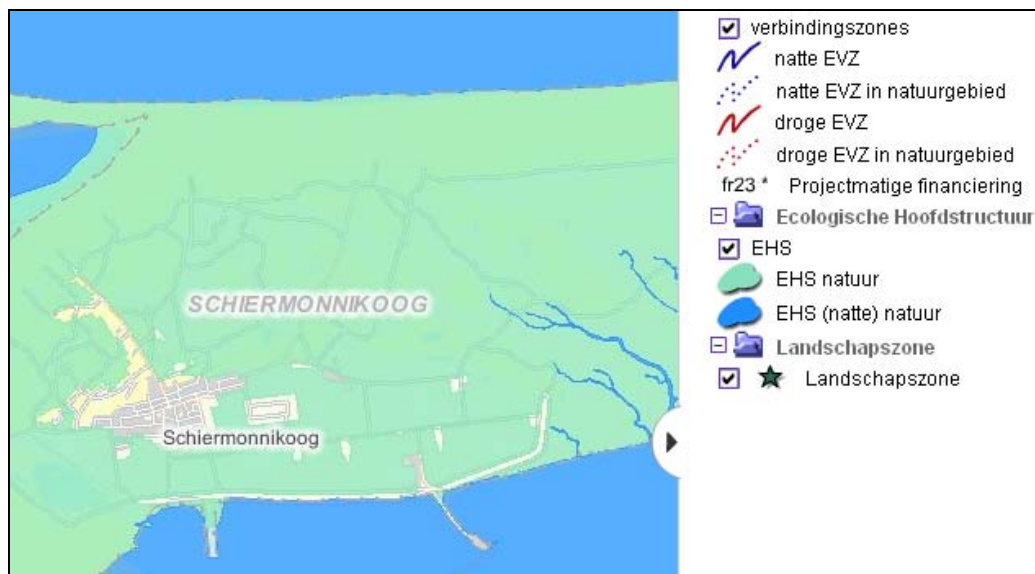 SCHIERMONNIKOOG
Schiermonnikoog
verbindingszones
natte EVZ
natte EVZ in natuurgebied
droge EVZ
droge EVZ in natuurgebied
fr23 * Projectmatige financiering
Ecologische Hoofdstructuur
EHS
EHS natuur
EHS (natte) natuur
Landschapszone
Landschapszone